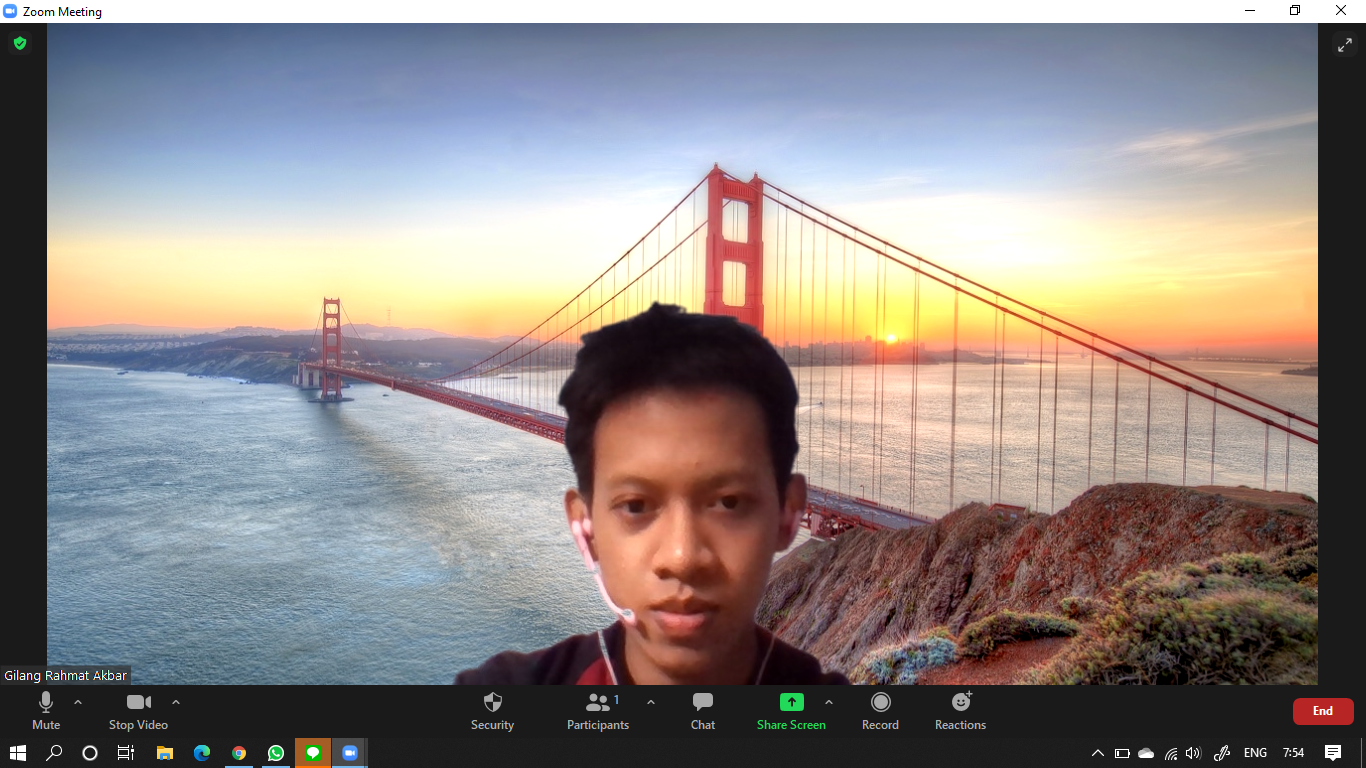 Zoom Meeting
Gilang Rahmat Akbar
Mute
Stop Video
Security
1
Participants
Chat
Share Screen
Record
Reactions
End
ENG
7:54